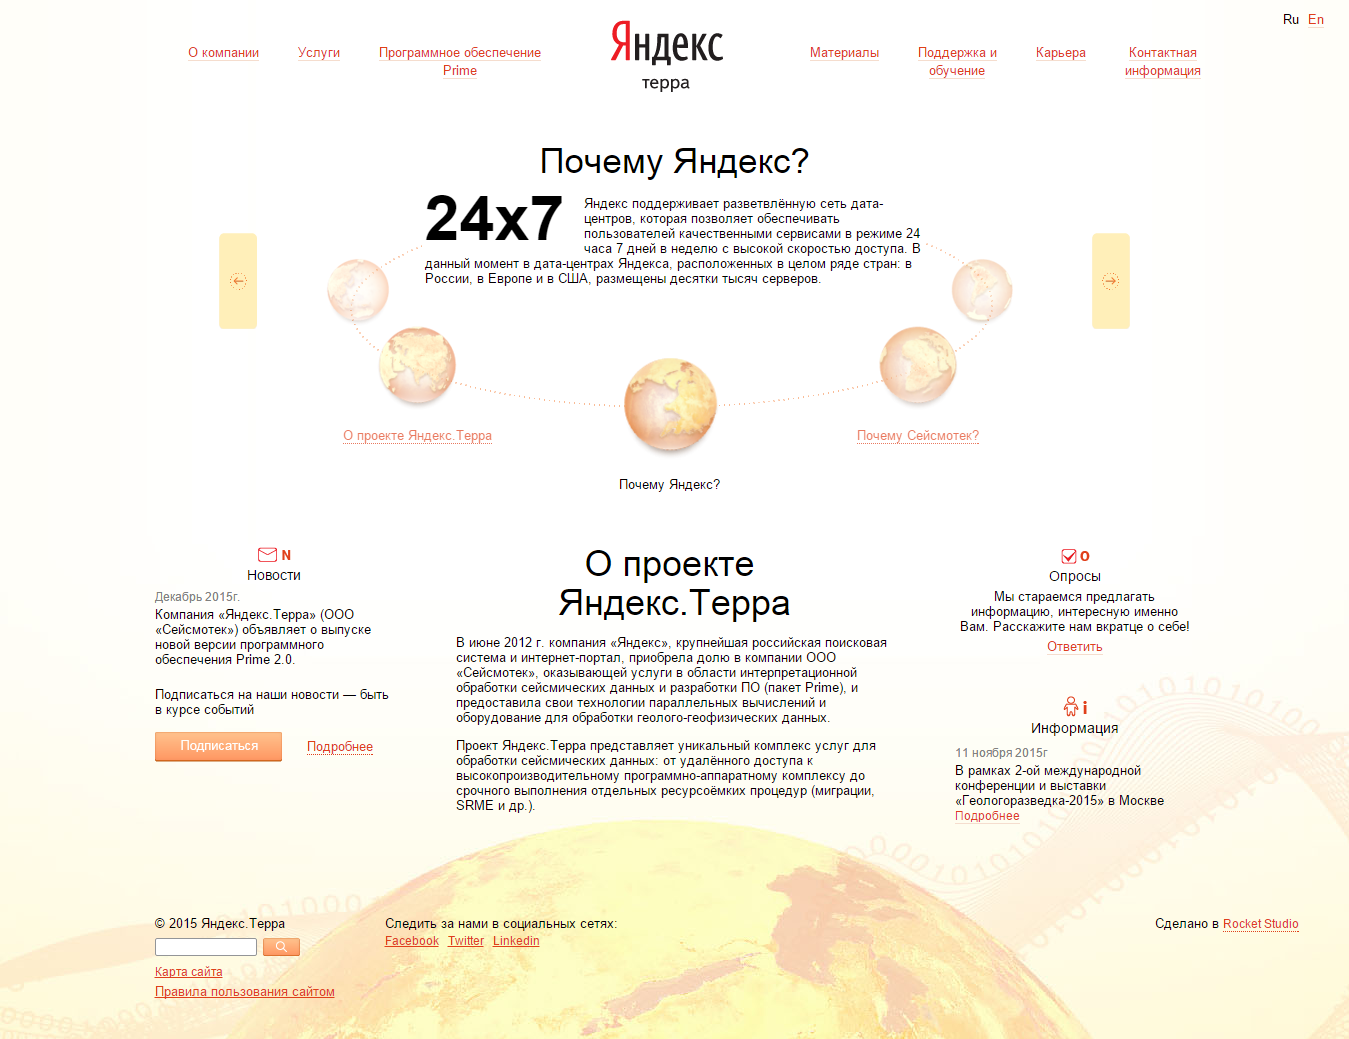 Ru En
О компании
Услуги
Программное обеспечение
Prime
Яндекс
терра
Материалы
Поддержка и
обучение
Карьера
Контактная
информация
Почему Яндекс?
24x7
Яндекс поддерживает разветвлённую сеть дата-
центров, которая позволяет обеспечивать
пользователей качественными сервисами в режиме 24
часа 7 дней в неделю с высокой скоростью доступа. В
данный момент в дата-центрах Яндекса, расположенных в целом ряде стран: в
России, в Европе и в США, размещены десятки тысяч серверов.
О проекте Яндекс.Терра
Почему Сейсмотек?
Почему Яндекс?
N
Новости
Декабрь 2015г.
Компания «Яндекс.Терра» (ООО
«Сейсмотек») объявляет о выпуске
новой версии программного
обеспечения Prime 2.0.
Подписаться на наши новости — быть
в курсе событий
Подписаться
Подробнее
О проекте
Яндекс.Терра
В июне 2012 г. компания «Яндекс», крупнейшая российская поисковая
система и интернет-портал, приобрела долю в компании ООО
«Сейсмотек», оказывающей услуги в области интерпретационной
обработки сейсмических данных и разработки ПО (пакет Prime), и
предоставила свои технологии параллельных вычислений и
оборудование для обработки геолого-геофизических данных.
Проект Яндекс.Терра представляет уникальный комплекс услуг для
обработки сейсмических данных: от удалённого доступа к
высокопроизводительному программно-аппаратному комплексу до
срочного выполнения отдельных ресурсоёмких процедур (миграции,
SRME и др.).
О
Опросы
Мы стараемся предлагать
информацию, интересную именно
Вам. Расскажите нам вкратце о себе!
Ответить
i
Информация
11 ноября 2015г
В рамках 2-ой международной
конференции и выставки
«Геологоразведка-2015» в Москве
Подробнее
© 2015 Яндекс.Терра
Карта сайта
Правила пользования сайтом
Следить за нами в социальных сетях:
Facebook Twitter Linkedin
Сделано в Rocket Studio